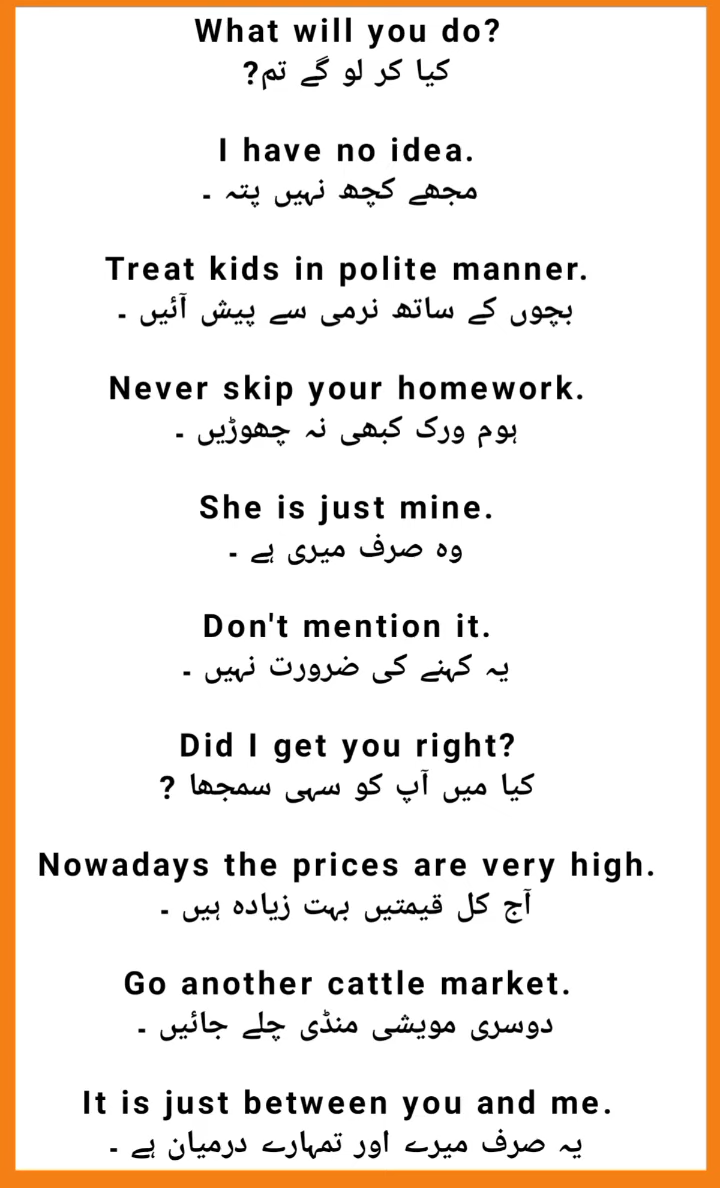 What will you do?
کیا کر لو گے تم?
I have no idea.
مجھے کچھ نہیں پتہ ۔
Treat kids in polite manner.
بچوں کے ساتھ نرمی سے پیش آئیں ۔
Never skip your homework.
ہوم ورک کبھی نہ چھوڑیں ۔
She is just mine.
وہ صرف میری ہے ۔
Don't mention it.
یہ کہنے کی ضرورت نہیں ۔
Did I get you right?
کیا میں آپ کو سہی سمجھا ?
Nowadays the prices are very high.
آج کل قیمتیں بہت زیادہ ہیں ۔
Go another cattle market.
دوسری مویشی منڈی چلے جائیں ۔
It is just between you and me.
یہ صرف میرے اور تمہارے درمیان ہے ۔